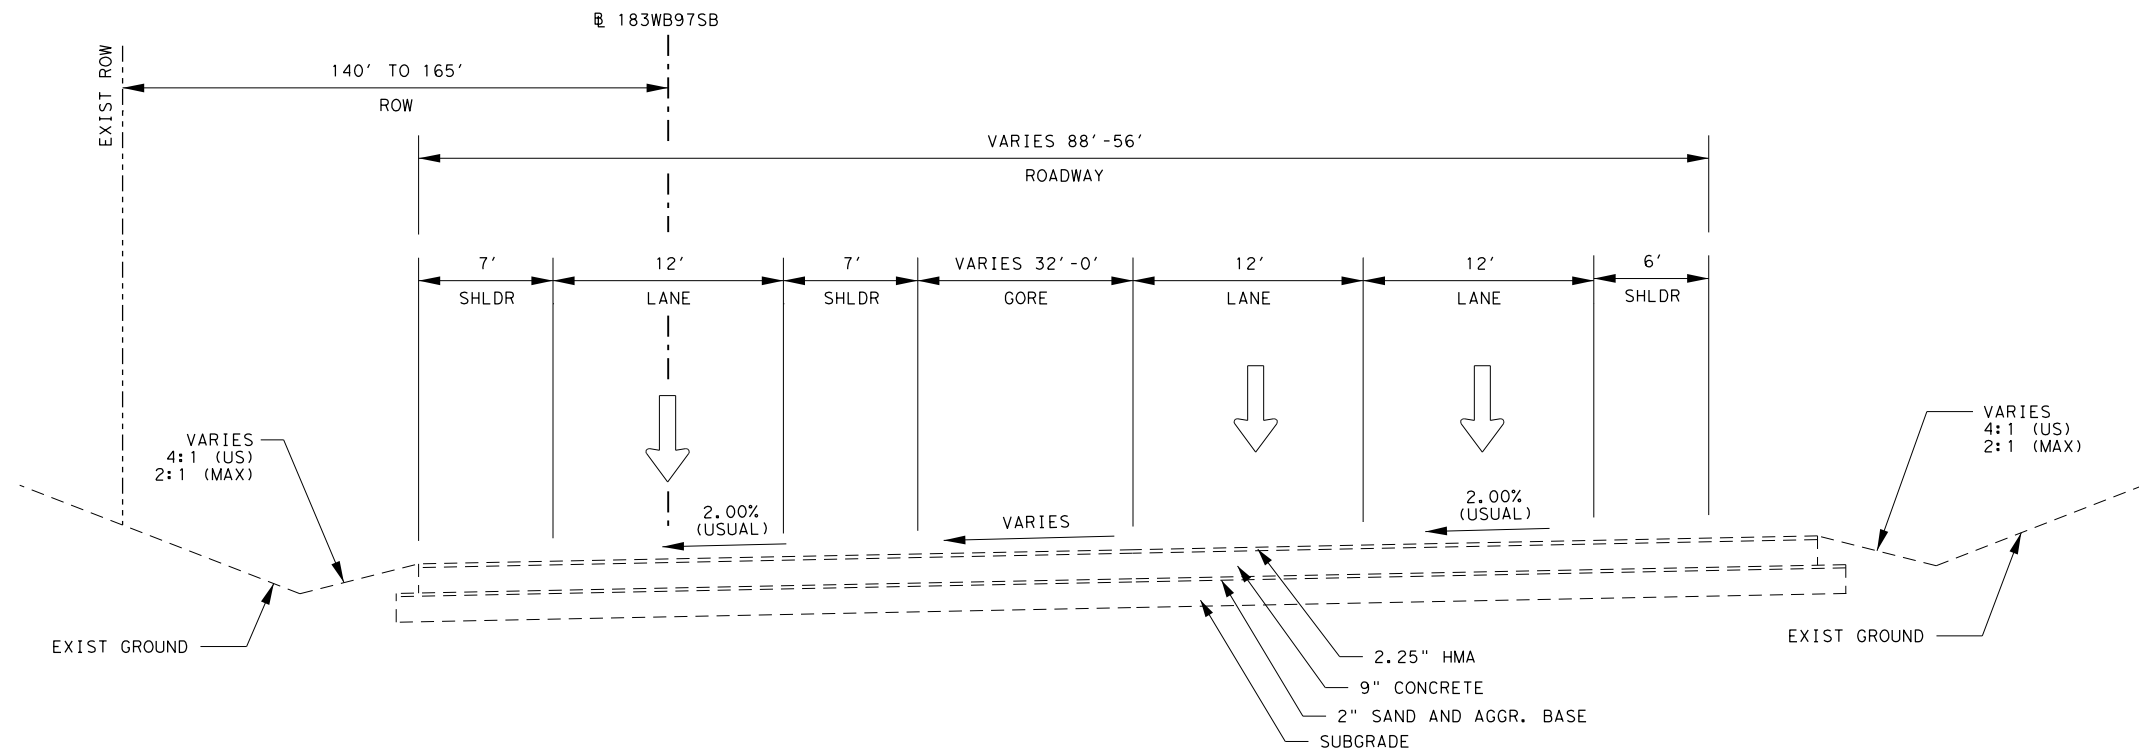 ℄ 183WB97SB
EXIST ROW
140' TO 165'
ROW
VARIES 88'-56'
ROADWAY
7'
SHLDR
12'
LANE
7'
SHLDR
VARIES 32'-0'
GORE
12'
LANE
12'
LANE
6'
SHLDR
VARIES
4:1 (US)
2:1 (MAX)
2.00%
(USUAL)
VARIES
2.00%
(USUAL)
VARIES
4:1 (US)
2:1 (MAX)
EXIST GROUND
EXIST GROUND
2.25" HMA
9" CONCRETE
2" SAND AND AGGR. BASE
SUBGRADE